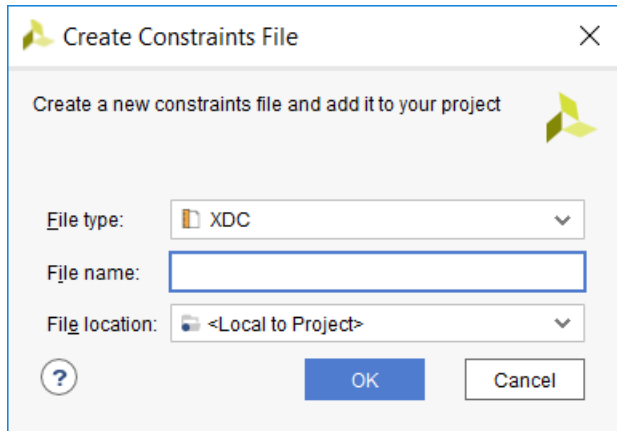 Create Constraints File
Create a new constraints file and add it to your project
File type: XDC
File name:
File location: <Local to Project>
? OK Cancel